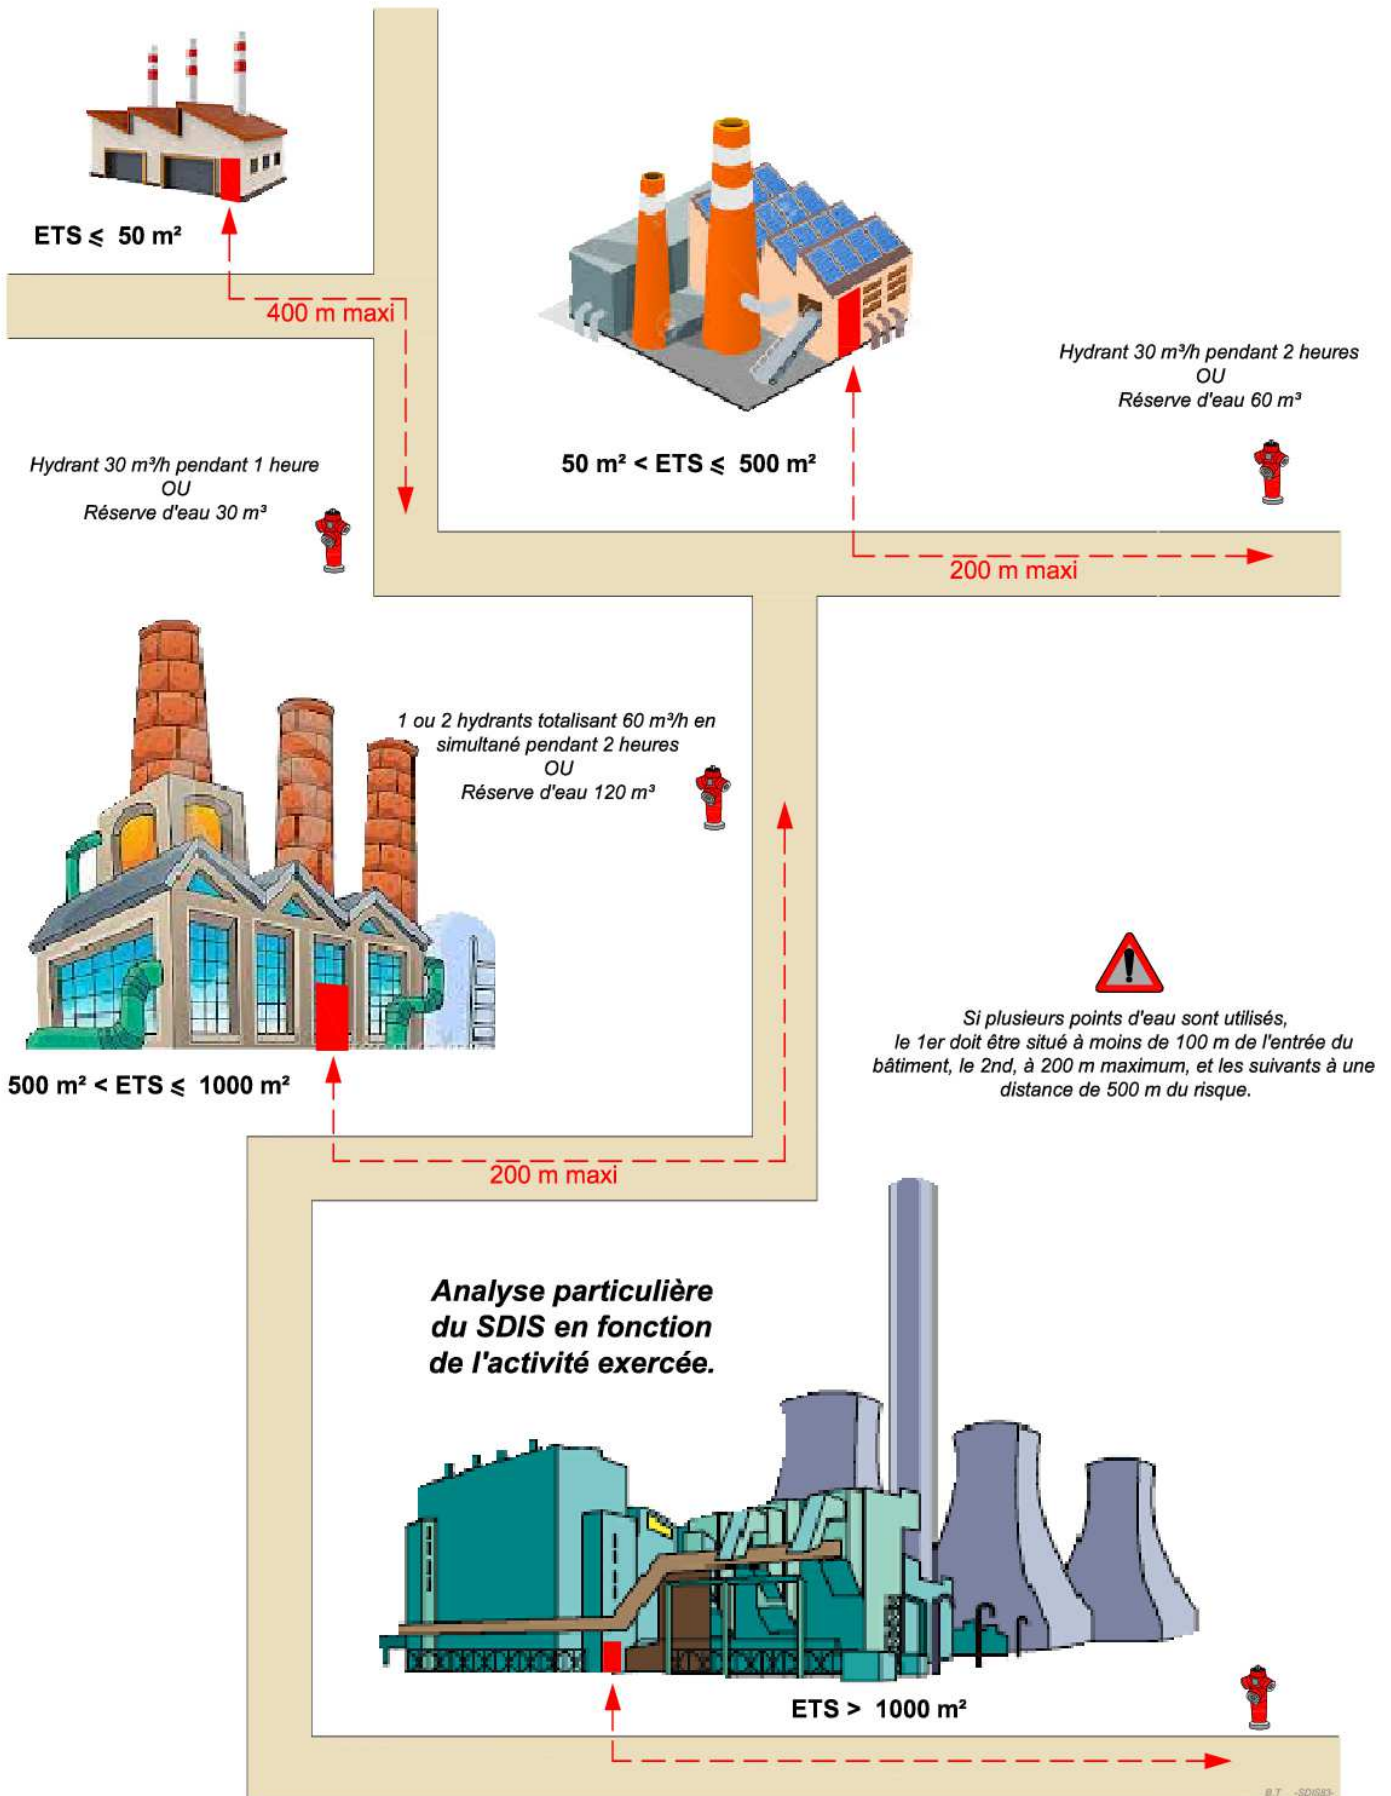 ETS ⩽ 50 m²
400 m maxi
Hydrant 30 m³/h pendant 2 heures
OU
Réserve d'eau 60 m³
50 m² < ETS ⩽ 500 m²
Hydrant 30 m³/h pendant 1 heure
OU
Réserve d'eau 30 m³
200 m maxi
1 ou 2 hydrants totalisant 60 m³/h en
simultané pendant 2 heures
OU
Réserve d'eau 120 m³
Si plusieurs points d'eau sont utilisés,
le 1er doit être situé à moins de 100 m de l'entrée du
bâtiment, le 2nd, à 200 m maximum, et les suivants à une
distance de 500 m du risque.
500 m² < ETS ⩽ 1000 m²
200 m maxi
Analyse particulière
du SDIS en fonction
de l'activité exercée.
ETS > 1000 m²
B.T. -SDIS83-